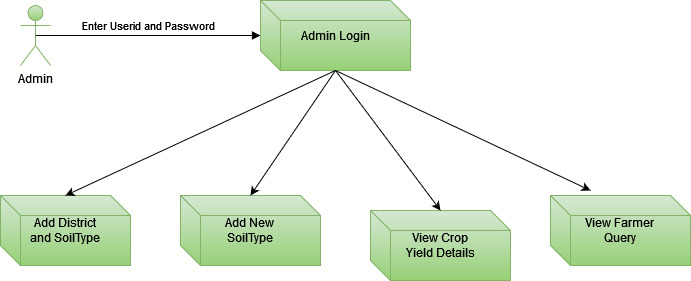 Enter Userid and Password
Admin Login
Admin
Add District
and SoilType
Add New
SoilType
View Crop
Yield Details
View Farmer
Query